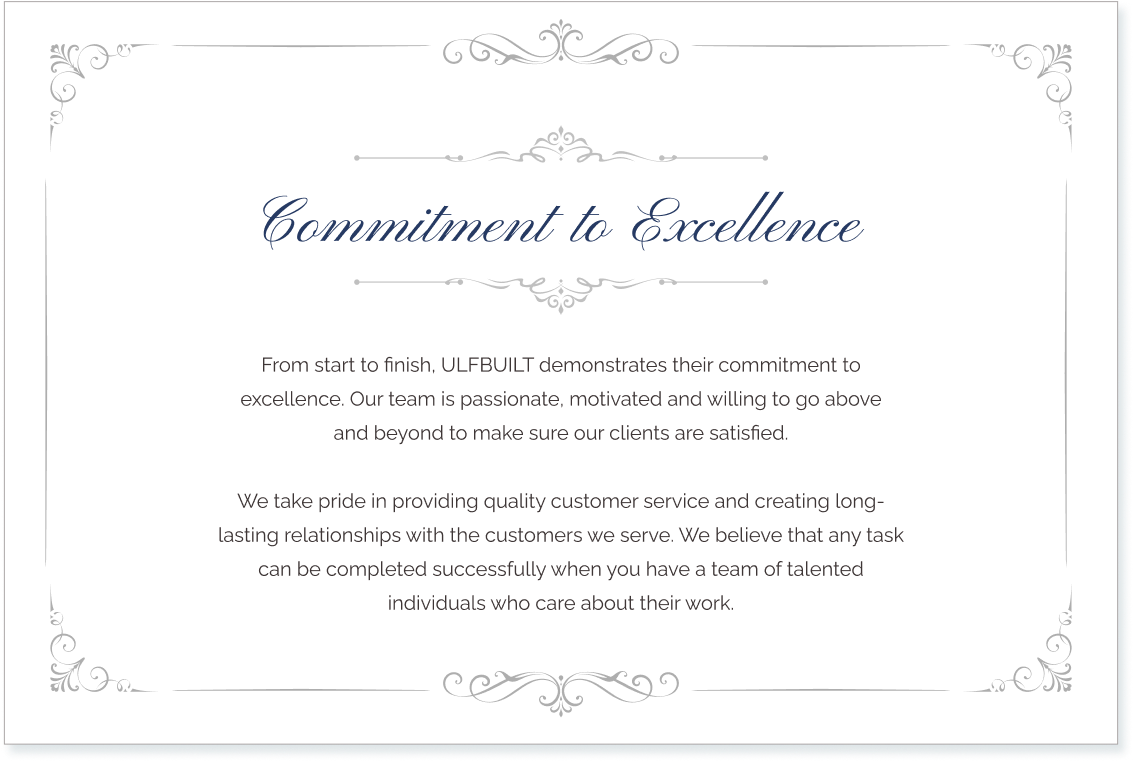 Commitment to Excellence
From start to finish, ULFBUILT demonstrates their commitment to
excellence. Our team is passionate, motivated and willing to go above
and beyond to make sure our clients are satisfied.
We take pride in providing quality customer service and creating long-
lasting relationships with the customers we serve. We believe that any task
can be completed successfully when you have a team of talented
individuals who care about their work.